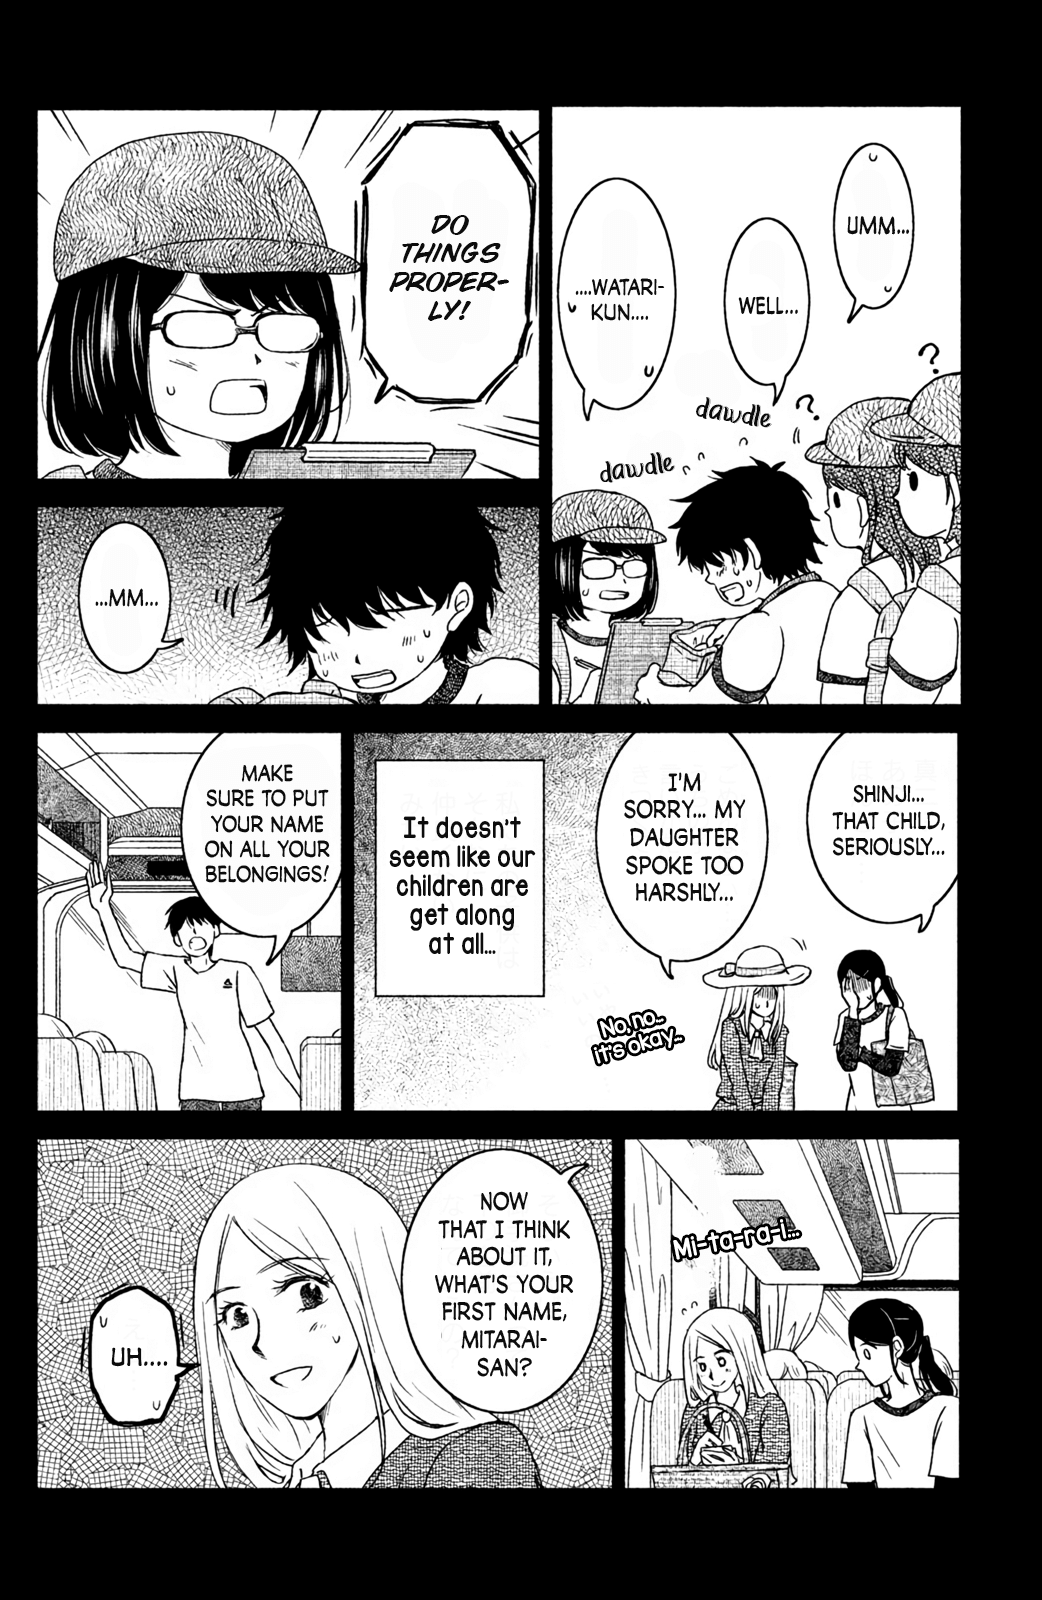 UMM...
WELL...
....WATARI-
KUN....
?
?
dawdle
dawdle
DO
THINGS
PROPER-
LY!
...MM...
SHINJI...
THAT CHILD,
SERIOUSLY...
I'M
SORRY... MY
DAUGHTER
SPOKE TOO
HARSHLY...
No, no...
it's okay..
It doesn't
seem like our
children are
get along
at all...
MAKE
SURE TO PUT
YOUR NAME
ON ALL YOUR
BELONGINGS!
Mi-ta-ra-i...
NOW
THAT I THINK
ABOUT IT,
WHAT'S YOUR
FIRST NAME,
MITARAI-
SAN?
UH....